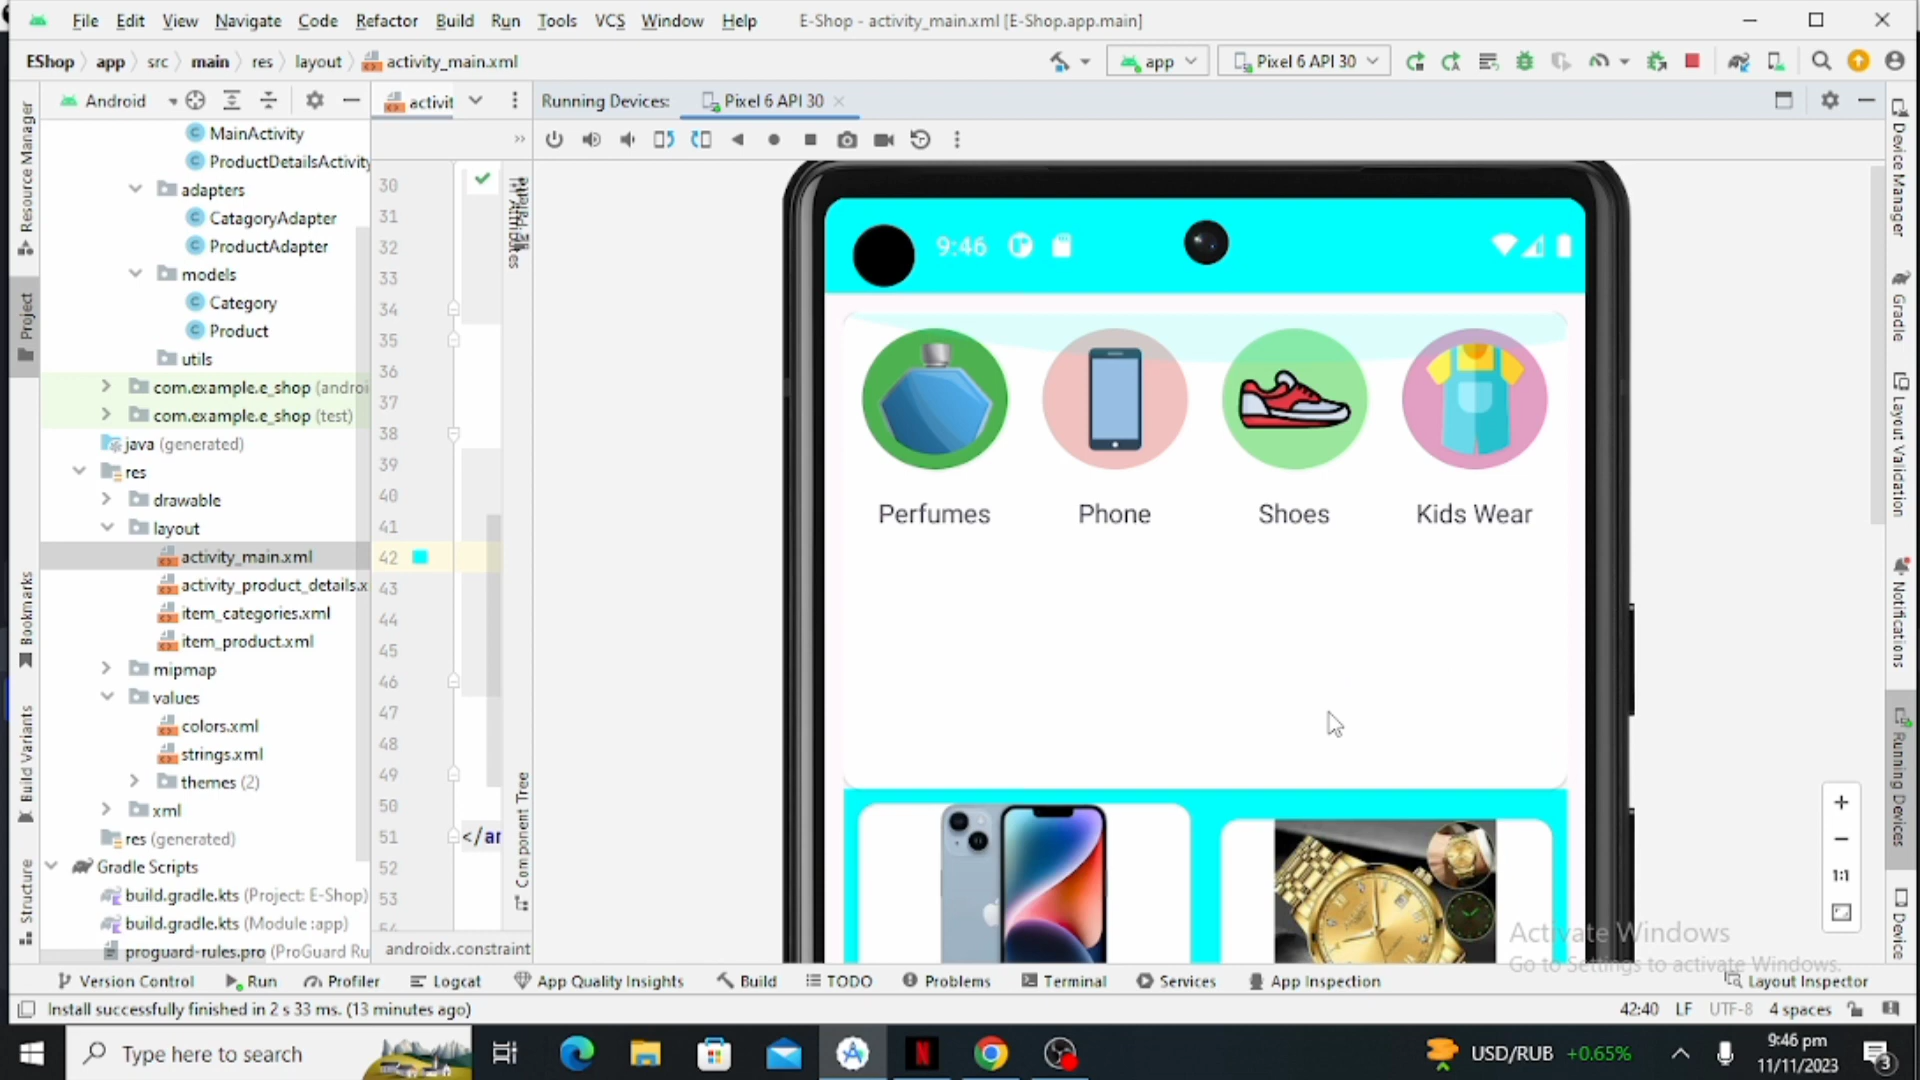 File Edit View Navigate Code Refactor Build Run Tools VCS Window Help E-Shop - activity_main.xml [E-Shop.app.main]
EShop app src main res layout activity_main.xml
app Pixel 6 API 30
Android
activit
Running Devices: Pixel 6 API 30
MainActivity
ProductDetailsActivity
adapters
CatagoryAdapter
ProductAdapter
models
Category
Product
utils
com.example.e_shop (androi
com.example.e_shop (test)
java (generated)
res
drawable
layout
activity_main.xml
activity_product_details.x
item_categories.xml
item_product.xml
mipmap
values
colors.xml
strings.xml
themes (2)
xml
res (generated)
Gradle Scripts
build.gradle.kts (Project: E-Shop)
build.gradle.kts (Module :app)
proguard-rules.pro (ProGuard Ru
Resource Manager
Project
Bookmarks
Build Variants
Structure
30
31
32
33
34
35
36
37
38
39
40
41
42
43
44
45
46
47
48
49
50
51 </an
52
53
androidx.constraint
Component Tree
9:46
Perfumes Phone Shoes Kids Wear
1:1
Device Manager
Gradle
Layout Validation
Notifications
Running Devices
Device
Activate Windows
Go to Settings to activate Windows.
Version Control Run Profiler Logcat App Quality Insights Build TODO Problems Terminal Services App Inspection Layout Inspector
Install successfully finished in 2 s 33 ms. (13 minutes ago) 42:40 LF UTF-8 4 spaces
Type here to search USD/RUB +0.65% 9:46 pm
11/11/2023
3